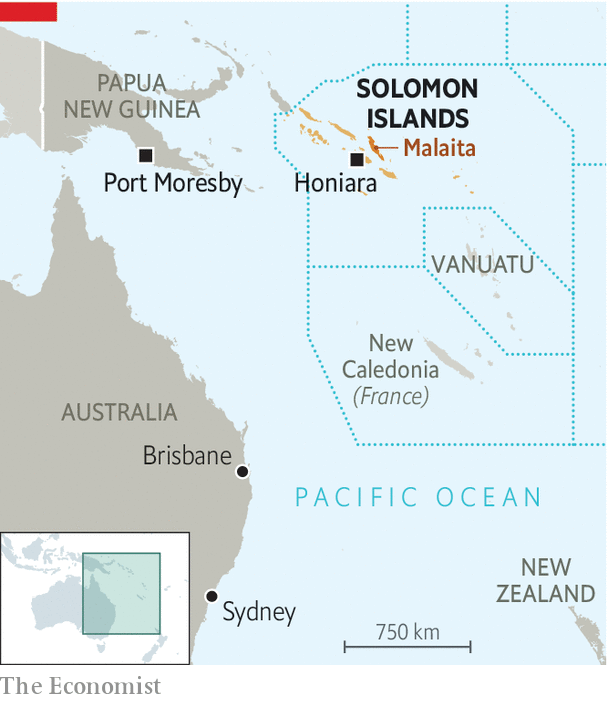 PAPUA
NEW GUINEA
SOLOMON
ISLANDS
Malaita
Port Moresby
Honiara
VANUATU
New
Caledonia
(France)
AUSTRALIA
Brisbane
PACIFIC OCEAN
NEW
ZEALAND
Sydney
750 km
The Economist